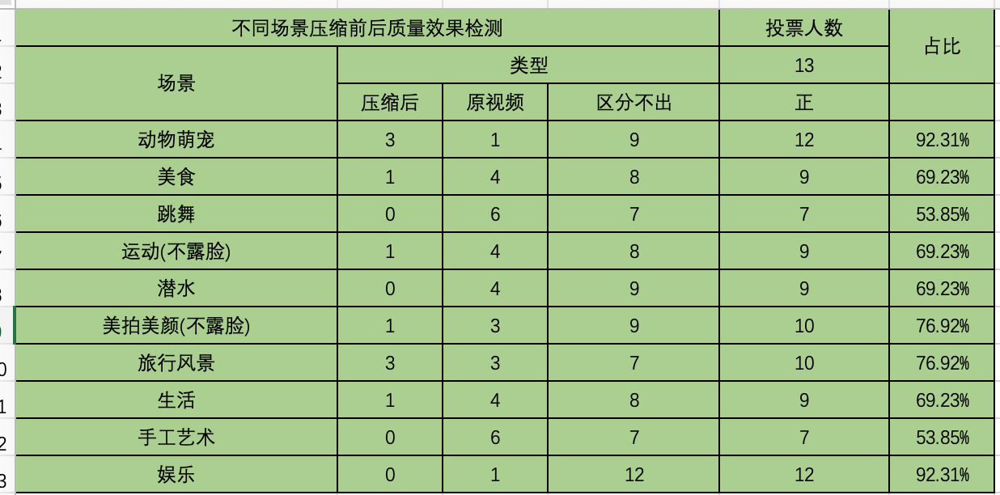 不同场景压缩前后质量效果检测 投票人数 占比
场景 类型 13
压缩后 原视频 区分不出 正
动物萌宠 3 1 9 12 92.31%
美食 1 4 8 9 69.23%
跳舞 0 6 7 7 53.85%
运动(不露脸) 1 4 8 9 69.23%
潜水 0 4 9 9 69.23%
美拍美颜(不露脸) 1 3 9 10 76.92%
旅行风景 3 3 7 10 76.92%
生活 1 4 8 9 69.23%
手工艺术 0 6 7 7 53.85%
娱乐 0 1 12 12 92.31%